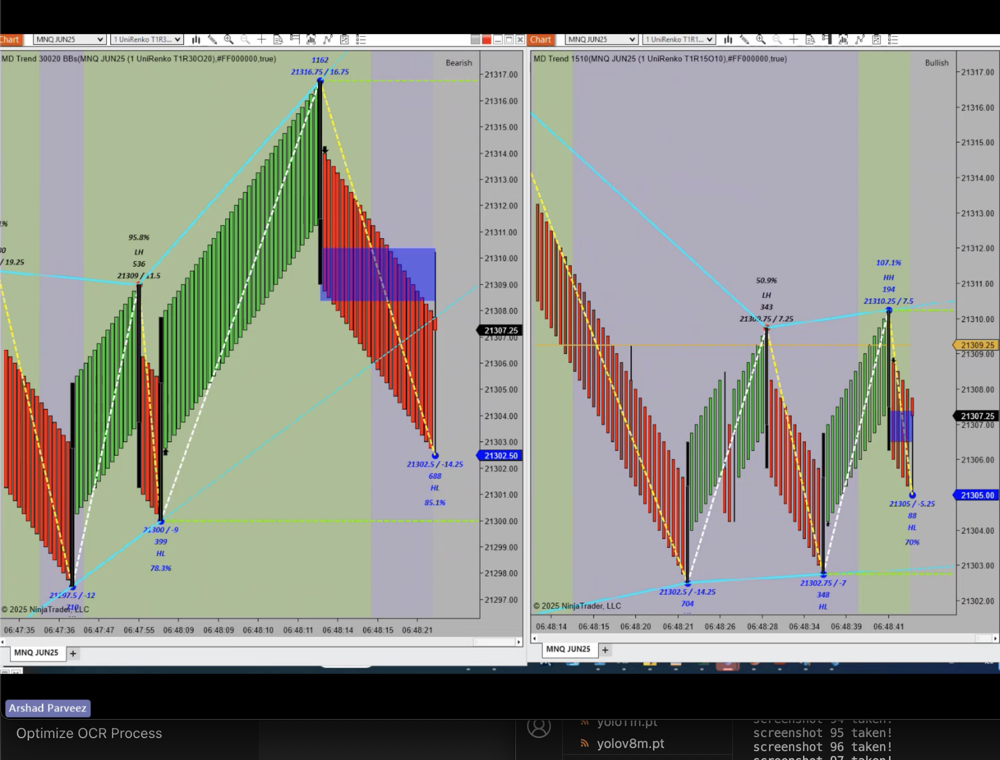 Chart
MNQ JUN25
1 UniRenko T1R3...
MD Trend 30020 BBs(MNQ JUN25 (1 UniRenko T1R30O20),#FF000000,true)
Bearish
1162
21316.75 / 16.75
95.8%
LH
536
21309 / 11.5
/ 19.25
21300 / -9
399
HL
78.3%
21297.5 / -12
210
21302.5 / -14.25
688
HL
85.1%
21317.00
21316.00
21315.00
21314.00
21313.00
21312.00
21311.00
21310.00
21309.00
21308.00
21307.25
21306.00
21305.00
21304.00
21303.00
21302.50
21302.00
21301.00
21300.00
21299.00
21298.00
21297.00
© 2025 NinjaTrader, LLC
06:47:35 06:47:36 06:47:47 06:47:55 06:48:09 06:48:09 06:48:10 06:48:11 06:48:14 06:48:15 06:48:21
MNQ JUN25 +
Chart
MNQ JUN25
1 UniRenko T1R1...
MD Trend 1510(MNQ JUN25 (1 UniRenko T1R15O10),#FF000000,true)
Bullish
50.9%
LH
343
21309.75 / 7.25
107.1%
HH
194
21310.25 / 7.5
21302.5 / -14.25
704
21302.75 / -7
348
HL
21305 / -5.25
88
HL
70%
21317.00
21316.00
21315.00
21314.00
21313.00
21312.00
21311.00
21310.00
21309.25
21309.00
21308.00
21307.25
21307.00
21306.00
21305.00
21304.00
21303.00
21302.00
© 2025 NinjaTrader, LLC
06:48:14 06:48:15 06:48:20 06:48:21 06:48:28 06:48:34 06:48:39 06:48:41
MNQ JUN25 +
Arshad Parveez
Optimize OCR Process
yolo11n.pt
yolov8m.pt
screenshot 94 taken!
screenshot 95 taken!
screenshot 96 taken!
screenshot 97 taken!